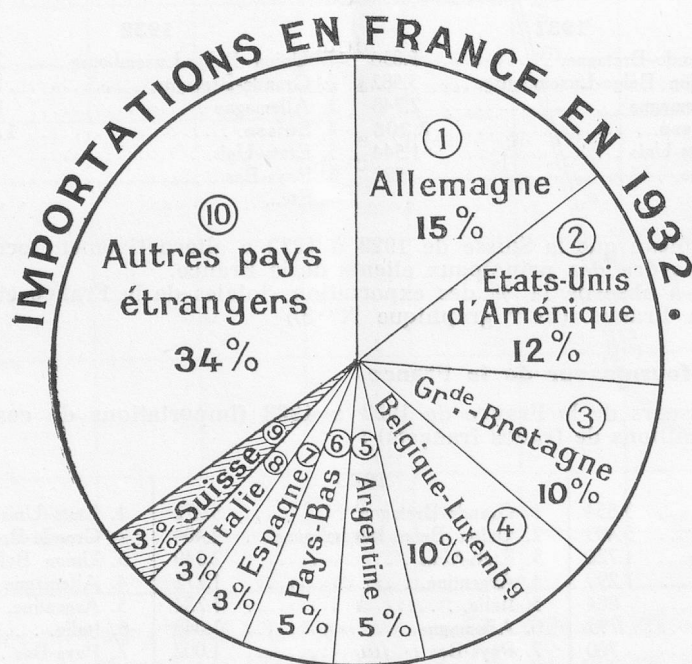 IMPORTATIONS EN FRANCE EN 1932.
1
Allemagne
15%
2
Etats-Unis
d'Amérique
12%
3
Grde-Bretagne
10%
4
Belgique-Luxembg
10%
5
Argentine
5%
6
Pays-Bas
5%
7
Espagne
3%
8
Italie
3%
9
Suisse
3%
10
Autres pays
étrangers
34%